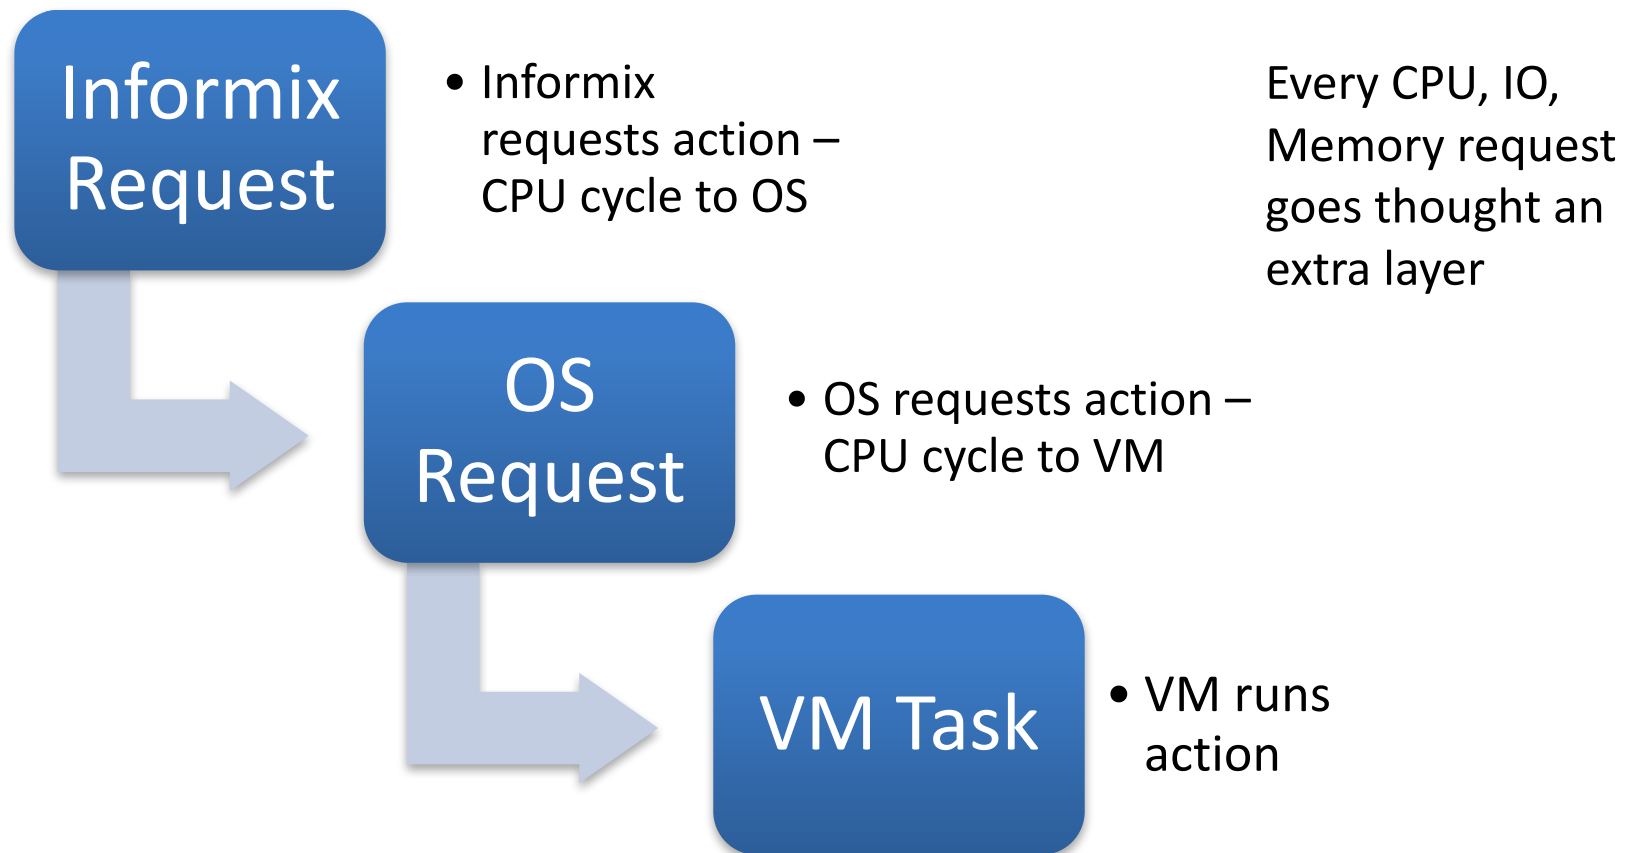 Informix
Request
• Informix
requests action –
CPU cycle to OS
Every CPU, IO,
Memory request
goes thought an
extra layer
OS
Request
• OS requests action –
CPU cycle to VM
VM Task
• VM runs
action